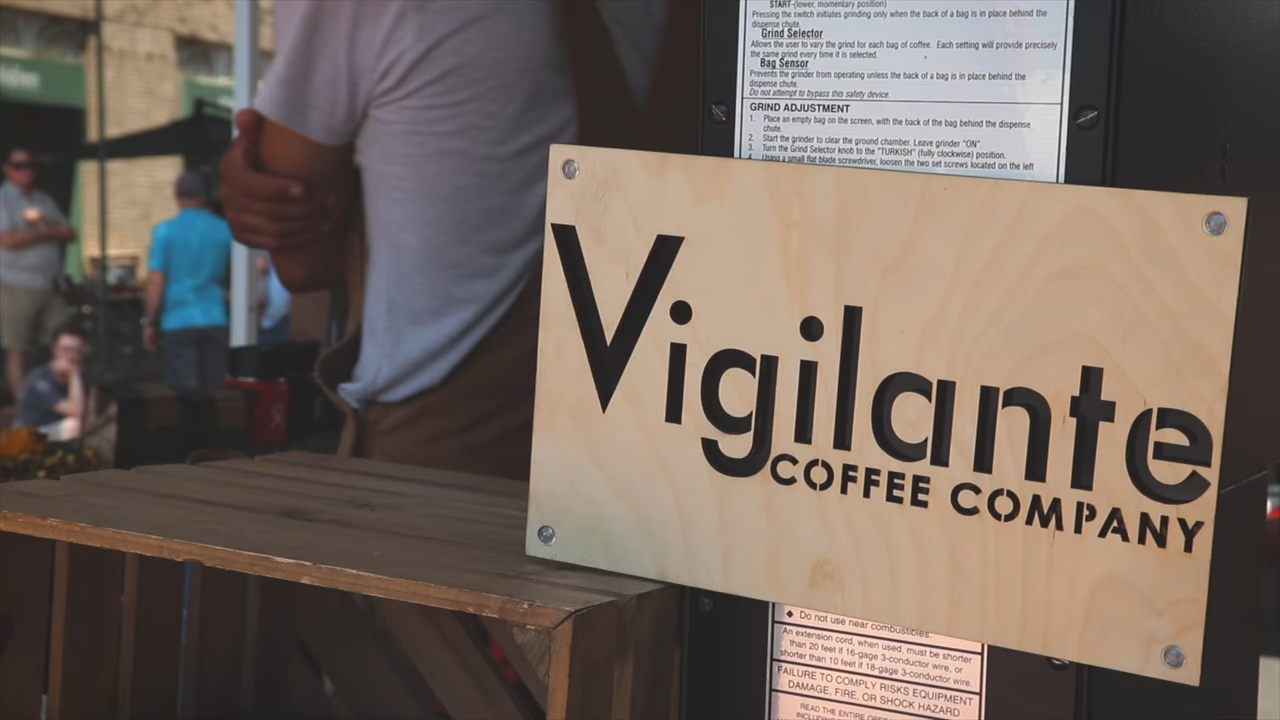 START-(lower, momentary position)
Pressing the switch initiates grinding only when the back of a bag is in place behind the
dispense chute.
Grind Selector
Allows the user to vary the grind for each bag of coffee. Each setting will provide precisely
the same grind every time it is selected.
Bag Sensor
Prevents the grinder from operating unless the back of a bag is in place behind the
dispense chute.
Do not attempt to bypass this safety device.
GRIND ADJUSTMENT
1. Place an empty bag on the screen, with the back of the bag behind the dispense
chute.
2. Start the grinder to clear the ground chamber. Leave grinder "ON".
3. Turn the Grind Selector knob to the "TURKISH" (fully clockwise) position.
4. Using a small flat blade screwdriver, loosen the two set screws located on the left
Vigilante
COFFEE COMPANY
◆ Do not use near combustibles.
An extension cord, when used, must be shorter
than 20 feet if 16-gage 3-conductor wire, or
shorter than 10 feet if 18-gage 3-conductor wire.
FAILURE TO COMPLY RISKS EQUIPMENT
DAMAGE, FIRE, OR SHOCK HAZARD
READ THE ENTIRE